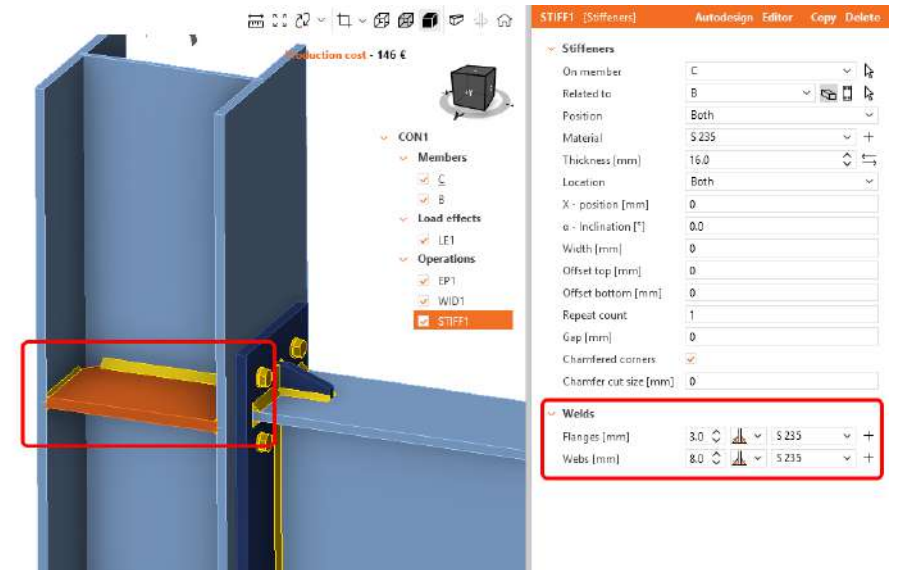 STIFF1 [Stiffeners] Autodesign Editor Copy Delete
Production cost - 146 €
+Y
CON1
Members
C
B
Load effects
LE1
Operations
EP1
WID1
STIFF1
Stiffeners
On member C
Related to B
Position Both
Material S 235
Thickness [mm] 16.0
Location Both
X - position [mm] 0
α - Inclination [°] 0.0
Width [mm] 0
Offset top [mm] 0
Offset bottom [mm] 0
Repeat count 1
Gap [mm] 0
Chamfered corners
Chamfer cut size [mm] 0
Welds
Flanges [mm] 3.0 S 235
Webs [mm] 8.0 S 235